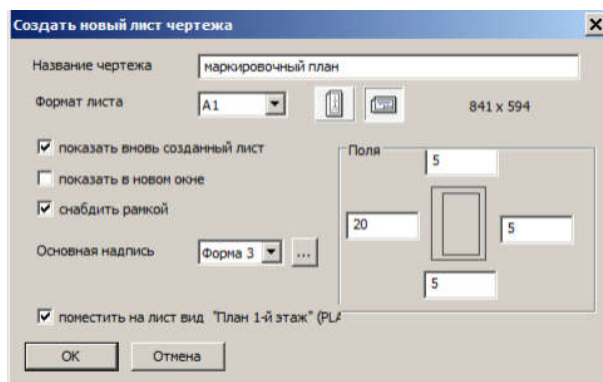 Создать новый лист чертежа
Название чертежа маркировочный план
Формат листа A1 841 x 594
показать вновь созданный лист
Поля
5
показать в новом окне
снабдить рамкой
20 5
Основная надпись Форма 3 ...
5
поместить на лист вид "План 1-й этаж" (PLA
OK Отмена